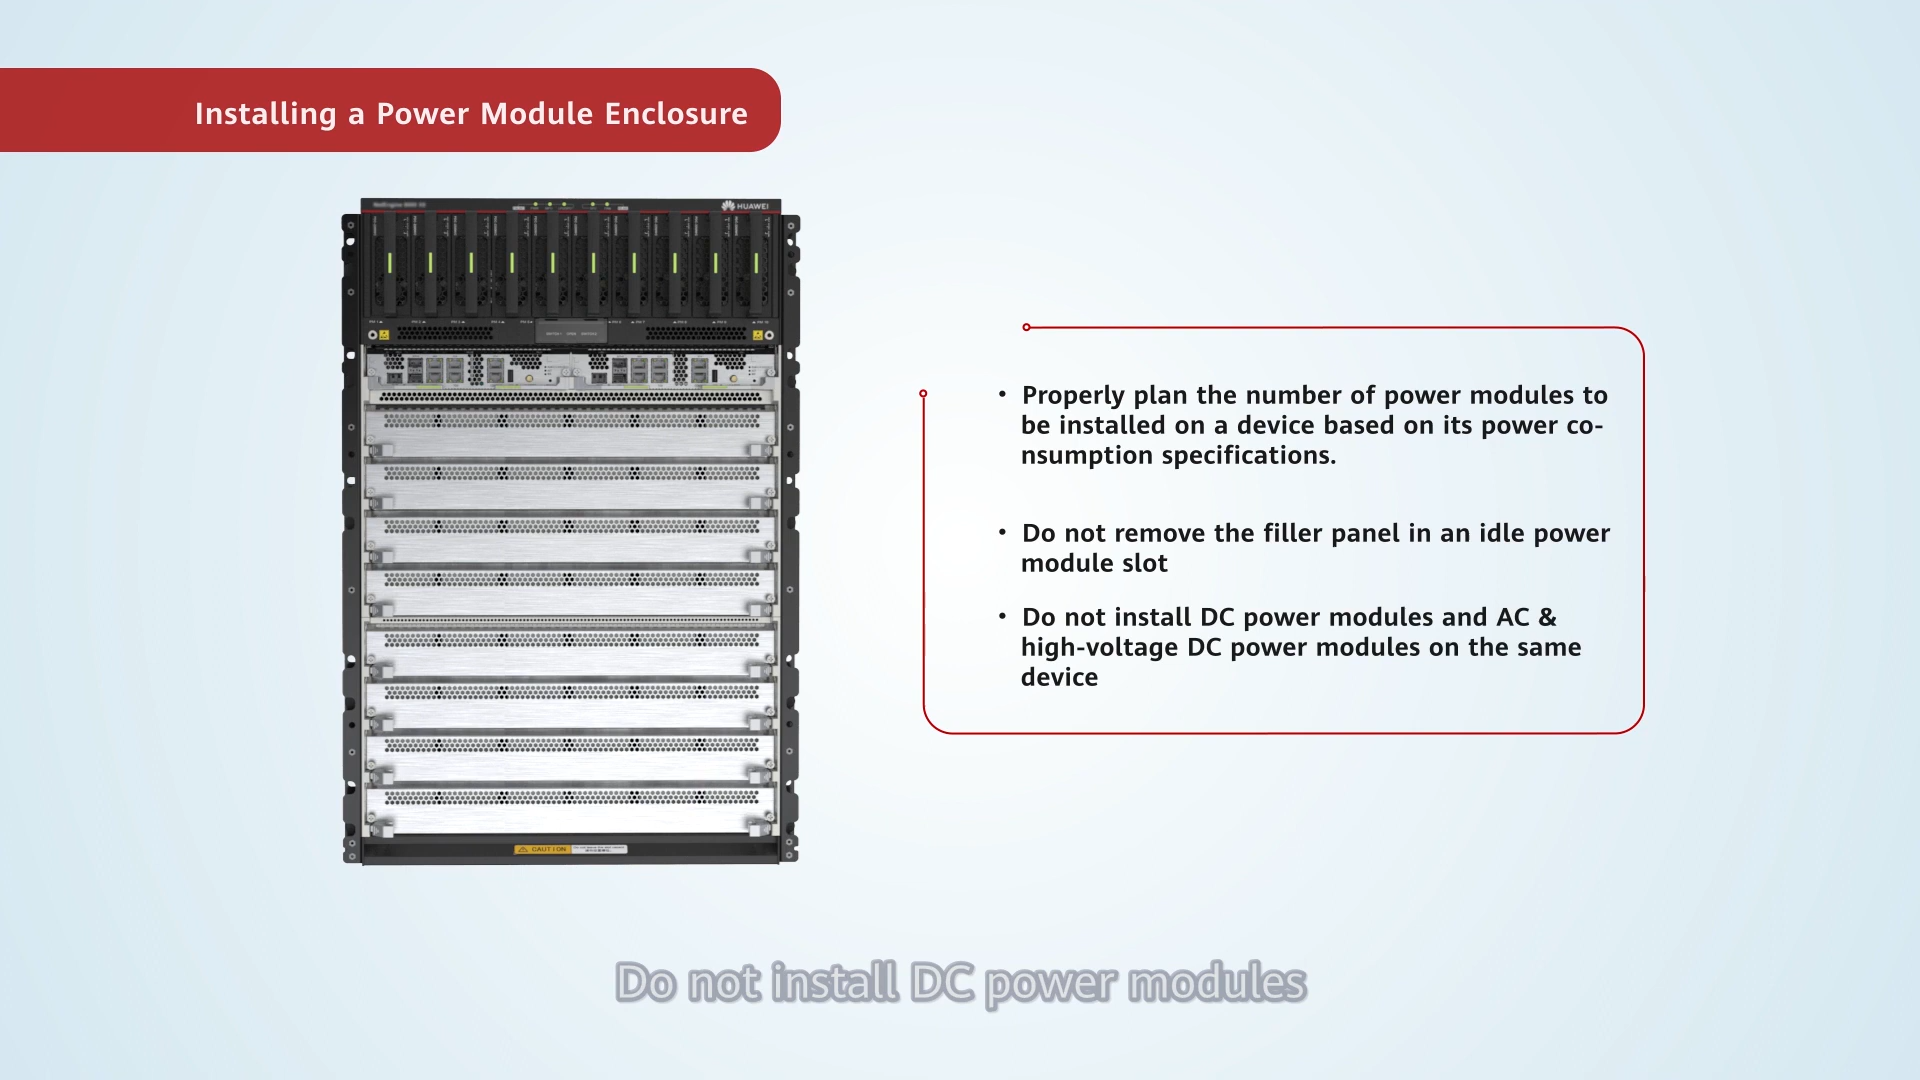 Installing a Power Module Enclosure
HUAWEI
• Properly plan the number of power modules to
be installed on a device based on its power co-
nsumption specifications.
• Do not remove the filler panel in an idle power
module slot
• Do not install DC power modules and AC &
high-voltage DC power modules on the same
device
CAUTION
Do not install DC power modules